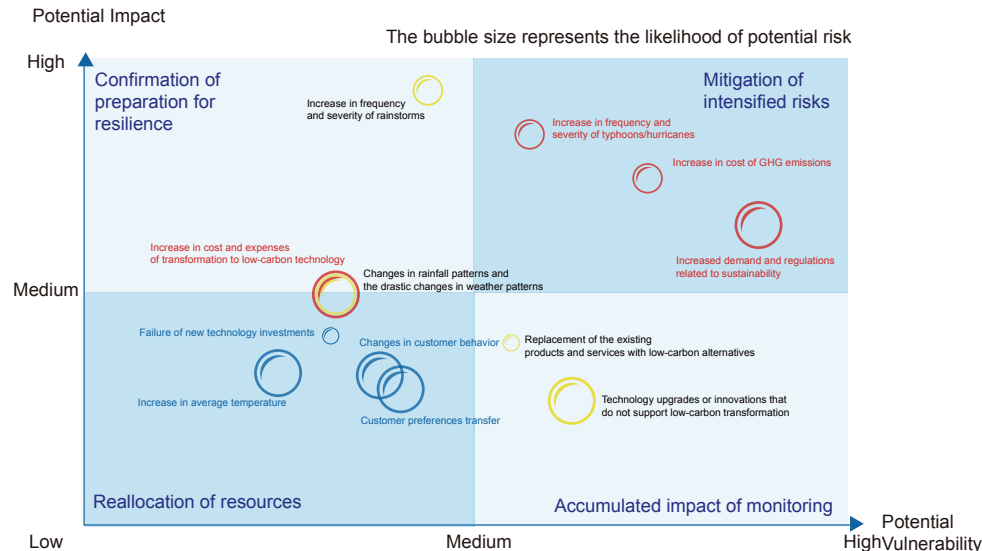 Potential Impact
The bubble size represents the likelihood of potential risk
High
Confirmation of
preparation for
resilience
Mitigation of
intensified risks
Increase in frequency
and severity of rainstorms
Increase in frequency and
severity of typhoons/hurricanes
Increase in cost of GHG emissions
Increased demand and regulations
related to sustainability
Increase in cost and expenses
of transformation to low-carbon technology
Changes in rainfall patterns and
the drastic changes in weather patterns
Medium
Failure of new technology investments
Changes in customer behavior
Replacement of the existing
products and services with low-carbon alternatives
Increase in average temperature
Customer preferences transfer
Technology upgrades or innovations that
do not support low-carbon transformation
Reallocation of resources
Accumulated impact of monitoring
Low
Medium
High
Potential
Vulnerability